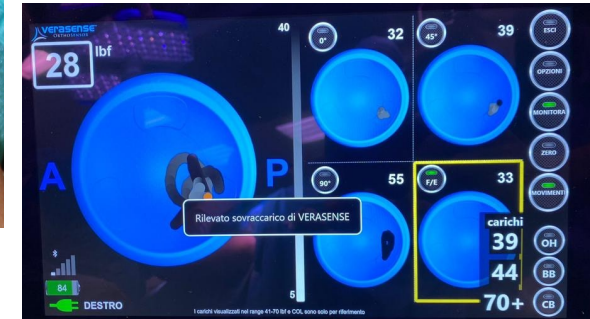 VERASENSE
ORTHOSENSOR
28 lbf
40
5
A
P
Rilevato sovraccarico di VERASENSE
84
DESTRO
0° 32
45° 39
90° 55
F/E 33
carichi
39 OH
44 BB
70+ CB
ESCI
OPZIONI
MONITORA
ZERO
MOVIMENTI
I carichi visualizzati nel range 41-70 lbf e COL sono solo per riferimento